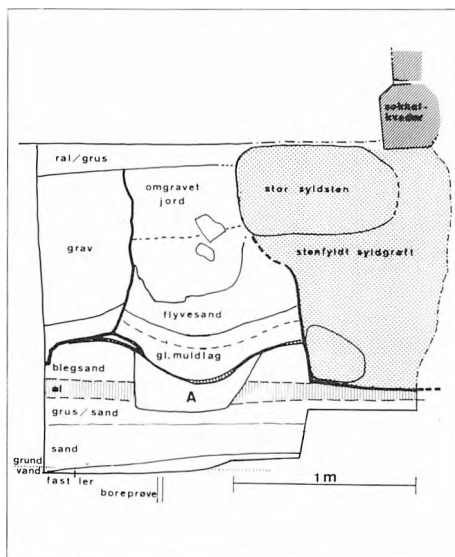 sokkel-
kvader
ral/grus
omgravet
jord
stor syldsten
grav
stenfyldt syldgrøft
flyvesand
gl. muldlag
blegsand
al
A
grus/sand
sand
grund
vand
fast ler
boreprøve
1m